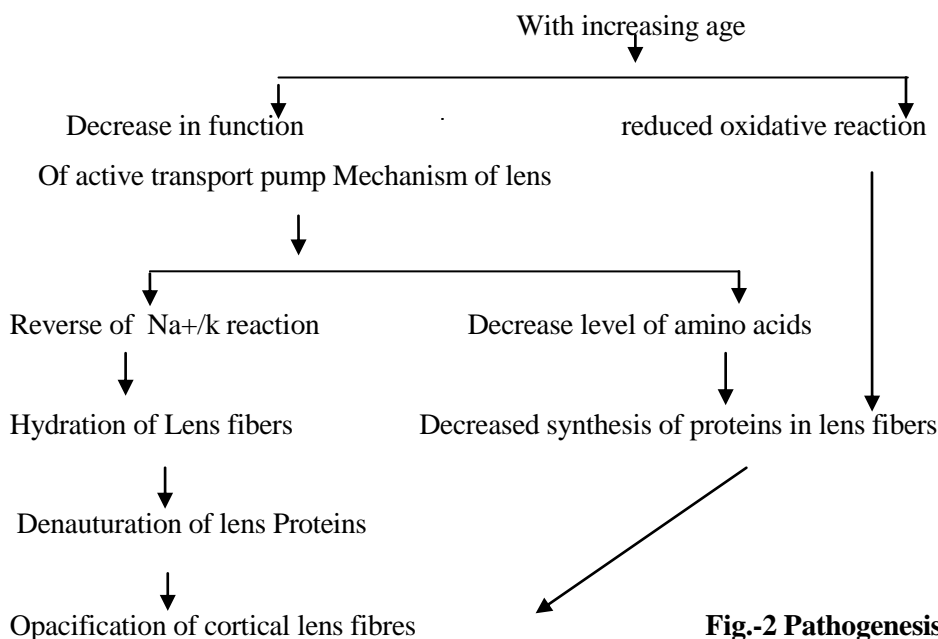 With increasing age
Decrease in function
reduced oxidative reaction
Of active transport pump Mechanism of lens
Reverse of Na+/k reaction
Decrease level of amino acids
Hydration of Lens fibers
Decreased synthesis of proteins in lens fibers
Denauturation of lens Proteins
Opacification of cortical lens fibres
Fig.-2 Pathogenesis